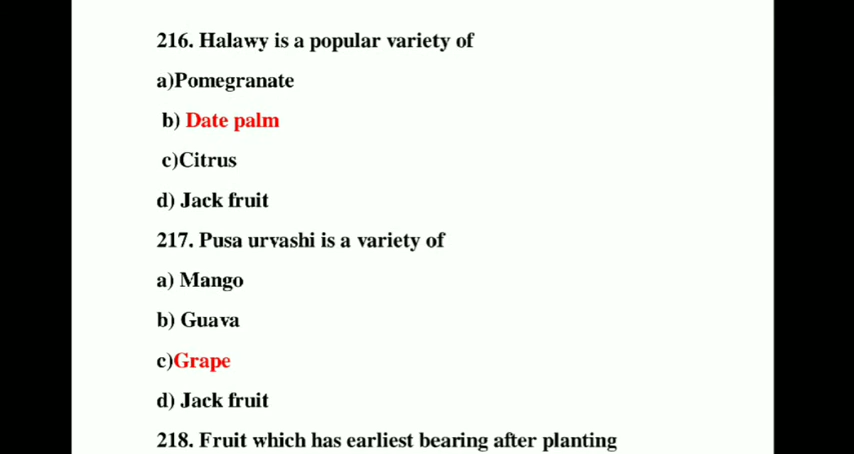 216. Halawy is a popular variety of
a)Pomegranate
b) Date palm
c)Citrus
d) Jack fruit
217. Pusa urvashi is a variety of
a) Mango
b) Guava
c)Grape
d) Jack fruit
218. Fruit which has earliest bearing after planting